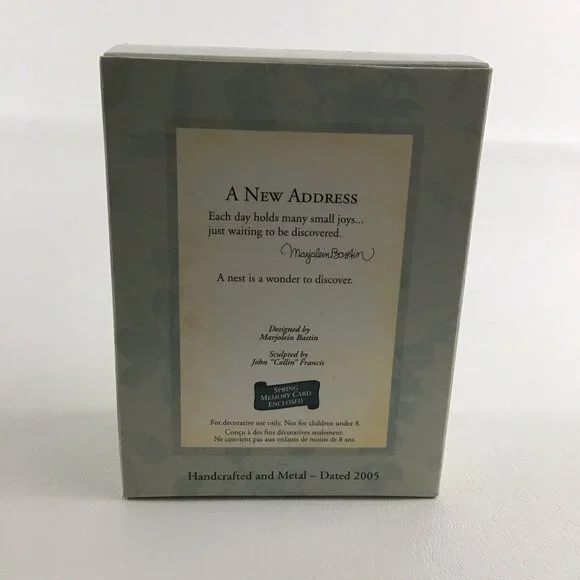 A NEW ADDRESS
Each day holds many small joys...
just waiting to be discovered.
Marjolein Bastin
A nest is a wonder to discover.
Designed by
Marjolein Bastin
Sculpted by
John "Collin" Francis
SPRING
MEMORY CARD
ENCLOSED
For decorative use only. Not for children under 8.
Conçu à des fins décoratives seulement.
Ne convient pas aux enfants de moins de 8 ans.
Handcrafted and Metal – Dated 2005